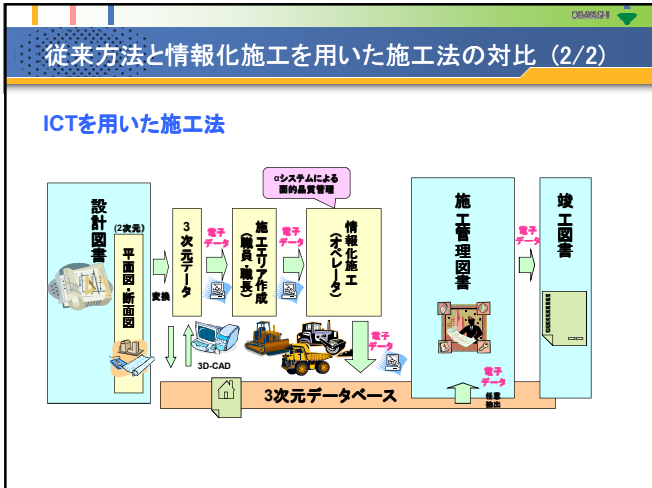 OBAYASHI
従来方法と情報化施工を用いた施工法の対比 (2/2)
ICTを用いた施工法
αシステムによる
面的品質管理
設計図書
(2次元)
平面図・断面図
変換
3次元データ
電子
データ
施工エリア作成
(職員・職長)
電子
データ
情報化施工
(オペレータ)
電子
データ
施工管理図書
電子
データ
竣工図書
3D-CAD
3次元データベース
電子
データ
任意
抽出